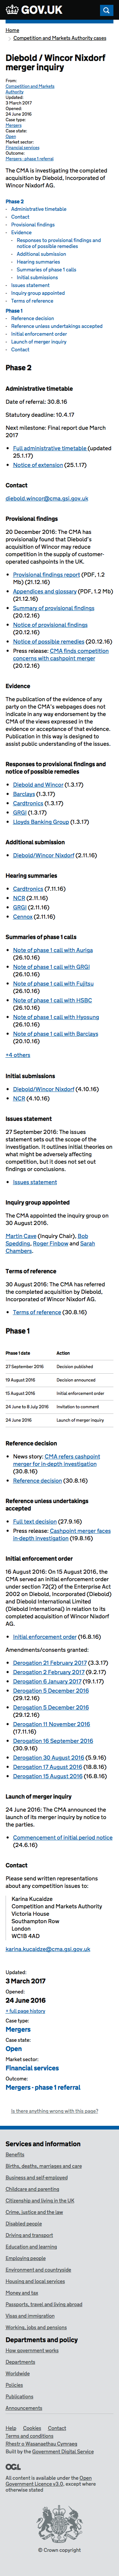 GOV.UK
Home
Competition and Markets Authority cases
Diebold / Wincor Nixdorf
merger inquiry
From:
Competition and Markets
Authority
Updated:
3 March 2017
Opened:
24 June 2016
Case type:
Mergers
Case state:
Open
Market sector:
Financial services
Outcome:
Mergers - phase 1 referral
The CMA is investigating the completed
acquisition by Diebold, Incorporated of
Wincor Nixdorf AG.
Phase 2
Administrative timetable
Contact
Provisional findings
Evidence
Responses to provisional findings and
notice of possible remedies
Additional submission
Hearing summaries
Summaries of phase 1 calls
Initial submissions
Issues statement
Inquiry group appointed
Terms of reference
Phase 1
Reference decision
Reference unless undertakings accepted
Initial enforcement order
Launch of merger inquiry
Contact
Phase 2
Administrative timetable
Date of referral: 30.8.16
Statutory deadline: 10.4.17
Next milestone: Final report due March
2017
Full administrative timetable (updated
25.1.17)
Notice of extension (25.1.17)
Contact
diebold.wincor@cma.gsi.gov.uk
Provisional findings
20 December 2016: The CMA has
provisionally found that Diebold's
acquisition of Wincor could reduce
competition in the supply of
customer-operated cash machines in
the UK.
Provisional findings report (PDF, 1.2
Mb) (21.12.16)
Appendices and glossary (PDF, 1.2 Mb)
(21.12.16)
Summary of provisional findings
(20.12.16)
Notice of provisional findings
(20.12.16)
Notice of possible remedies (20.12.16)
Press release: CMA finds competition
concerns with cashpoint merger
(20.12.16)
Evidence
The publication of evidence on any part
of the CMA's website does not imply any
endorsement of or agreement with the
evidence by the CMA.
Publication in this way is designed to
promote awareness and
understanding of the issues.
Responses to provisional findings and
notice of possible remedies
Diebold and Wincor (1.3.17)
Barclays (1.3.17)
Cardtronics (1.3.17)
GRGI (1.3.17)
Lloyds Banking Group (1.3.17)
Additional submission
Diebold/Wincor Nixdorf (2.11.16)
Hearing summaries
Cardtronics (7.11.16)
NCR (2.11.16)
GRGI (2.11.16)
Cennox (2.11.16)
Summaries of phase 1 calls
Note of phase 1 call with Auriga
(26.10.16)
Note of phase 1 call with GRGI
(26.10.16)
Note of phase 1 call with Fujitsu
(26.10.16)
Note of phase 1 call with HSBC
(26.10.16)
Note of phase 1 call with Hyosung
(26.10.16)
Note of phase 1 call with Barclays
(20.10.16)
+4 others
Initial submissions
Diebold/Wincor Nixdorf (4.10.16)
NCR (4.10.16)
Issues statement
27 September 2016: The issues
statement sets out the scope of the
investigation. It outlines initial theories on
what might be adversely affecting
competition, but it does not set out
findings or conclusions.
Issues statement
Inquiry group appointed
The CMA appointed the inquiry group on
30 August 2016.
Martin Cave (Inquiry Chair), Bob
Spedding, Roger Finbow and Sarah
Chambers.
Terms of reference
30 August 2016: The CMA has referred
the completed acquisition by Diebold,
Incorporated of Wincor Nixdorf AG.
Terms of reference (30.8.16)
Phase 1
Phase 1 date Action
27 September 2016 Decision published
19 August 2016 Decision announced
15 August 2016 Initial enforcement order
24 June to 8 July 2016 Invitation to comment
24 June 2016 Launch of merger inquiry
Reference decision
News story: CMA refers cashpoint
merger for in-depth investigation
(30.8.16)
Reference decision (30.8.16)
Reference unless undertakings
accepted
Full text decision (27.9.16)
Press release: Cashpoint merger faces
in-depth investigation (19.8.16)
Initial enforcement order
16 August 2016: On 15 August 2016, the
CMA served an initial enforcement order
under section 72(2) of the Enterprise Act
2002 on Diebold, Incorporated (Diebold)
and Diebold International Limited
(Diebold International) in relation to the
completed acquisition of Wincor Nixdorf
AG.
Initial enforcement order (16.8.16)
Amendments/consents granted:
Derogation 21 February 2017 (3.3.17)
Derogation 2 February 2017 (9.2.17)
Derogation 6 January 2017 (19.1.17)
Derogation 5 December 2016
(29.12.16)
Derogation 5 December 2016
(29.12.16)
Derogation 11 November 2016
(17.11.16)
Derogation 16 September 2016
(30.9.16)
Derogation 30 August 2016 (5.9.16)
Derogation 17 August 2016 (18.8.16)
Derogation 15 August 2016 (16.8.16)
Launch of merger inquiry
24 June 2016: The CMA announced the
launch of its merger inquiry by notice to
the parties.
Commencement of initial period notice
(24.6.16)
Contact
Please send written representations
about any competition issues to:
Karina Kucaidze
Competition and Markets Authority
Victoria House
Southampton Row
London
WC1B 4AD
karina.kucaidze@cma.gsi.gov.uk
Updated:
3 March 2017
Opened:
24 June 2016
+ full page history
Case type:
Mergers
Case state:
Open
Market sector:
Financial services
Outcome:
Mergers - phase 1 referral
Is there anything wrong with this page?
Services and information
Benefits
Births, deaths, marriages and care
Business and self-employed
Childcare and parenting
Citizenship and living in the UK
Crime, justice and the law
Disabled people
Driving and transport
Education and learning
Employing people
Environment and countryside
Housing and local services
Money and tax
Passports, travel and living abroad
Visas and immigration
Working, jobs and pensions
Departments and policy
How government works
Departments
Worldwide
Policies
Publications
Announcements
Help Cookies Contact
Terms and conditions
Rhestr o Wasanaethau Cymraeg
Built by the Government Digital Service
OGL
All content is available under the Open
Government Licence v3.0, except where
otherwise stated
© Crown copyright